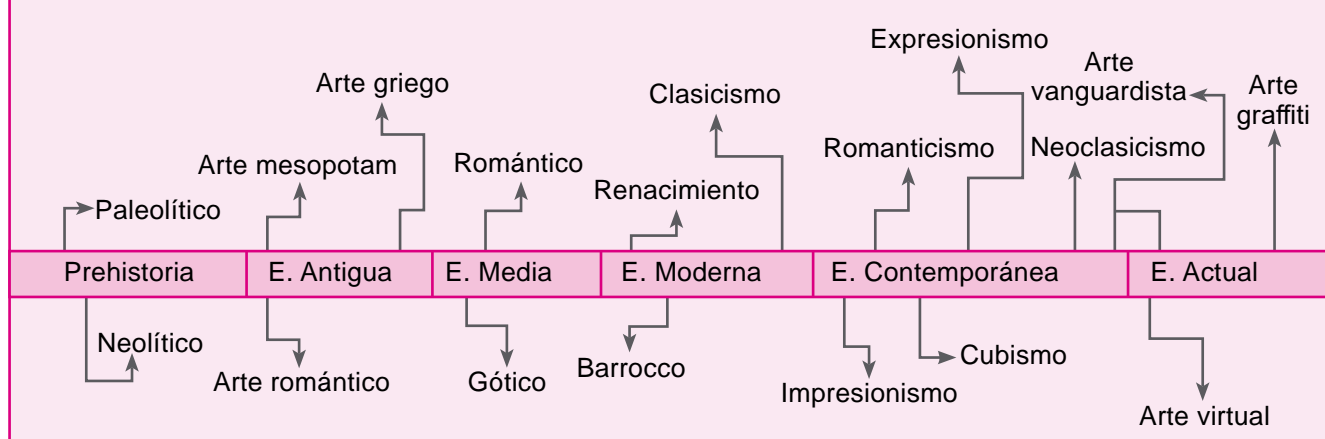 Expresionismo
Arte
vanguardista
Arte
graffiti
Arte griego
Clasicismo
Arte mesopotam
Romántico
Romanticismo
Neoclasicismo
Renacimiento
Paleolítico
Prehistoria
E. Antigua
E. Media
E. Moderna
E. Contemporánea
E. Actual
Neolítico
Arte romántico
Gótico
Barrocco
Impresionismo
Cubismo
Arte virtual